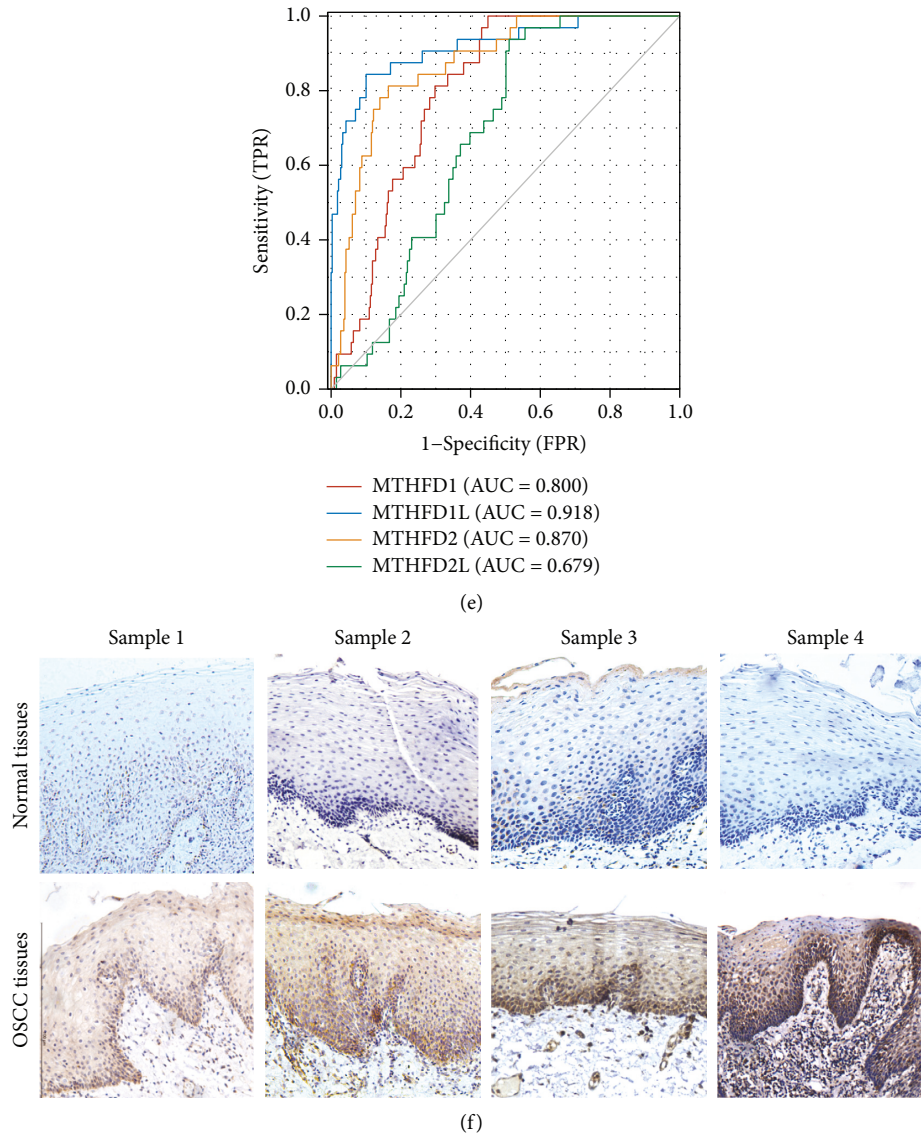 1.0
0.8
0.6
0.4
0.2
0.0
Sensitivity (TPR)
0.0 0.2 0.4 0.6 0.8 1.0
1−Specificity (FPR)
MTHFD1 (AUC = 0.800)
MTHFD1L (AUC = 0.918)
MTHFD2 (AUC = 0.870)
MTHFD2L (AUC = 0.679)
(e)
Sample 1 Sample 2 Sample 3 Sample 4
Normal tissues
OSCC tissues
(f)